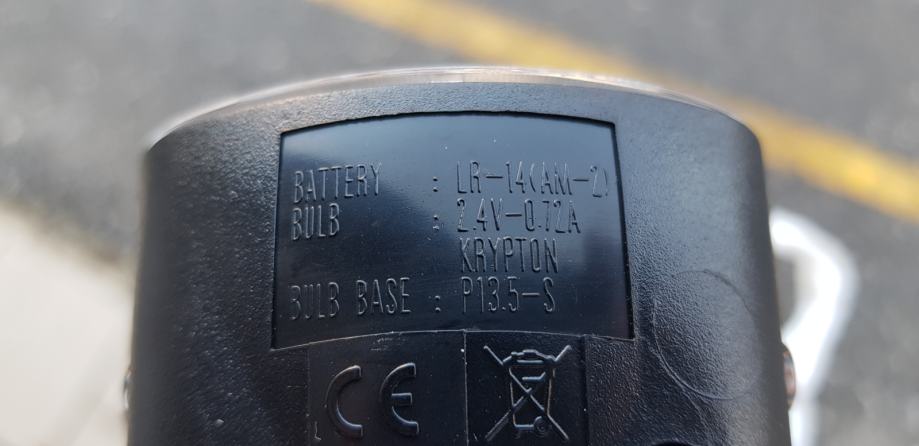 BATTERY : LR-14(AM-2)
BULB : 2.4V-0.72A
KRYPTON
BULB BASE : P13.5-S
CE